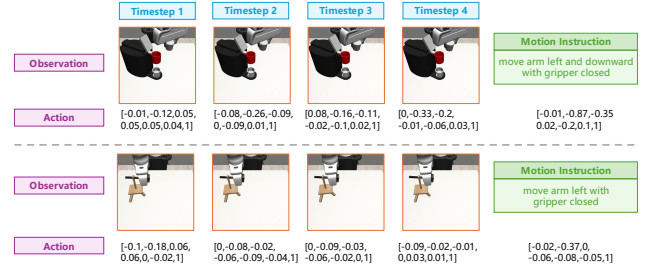 Timestep 1 Timestep 2 Timestep 3 Timestep 4
Motion Instruction
Observation
move arm left and downward
with gripper closed
Action
[-0.01,-0.12,0.05,
0.05,0.05,0.04,1]
[-0.08,-0.26,-0.09,
0,-0.09,0.01,1]
[0.08,-0.16,-0.11,
-0.02,-0.1,0.02,1]
[0,-0.33,-0.2,
-0.01,-0.06,0.03,1]
[-0.01,-0.87,-0.35
0.02,-0.2,0.1,1]
Motion Instruction
Observation
move arm left with
gripper closed
Action
[-0.1,-0.18,0.06,
0.06,0,-0.02,1]
[0,-0.08,-0.02,
-0.06,-0.09,-0.04,1]
[0,-0.09,-0.03,
-0.06,-0.02,0,1]
[-0.09,-0.02,-0.01,
0,0.03,0.01,1]
[-0.02,-0.37,0,
-0.06,-0.08,-0.05,1]